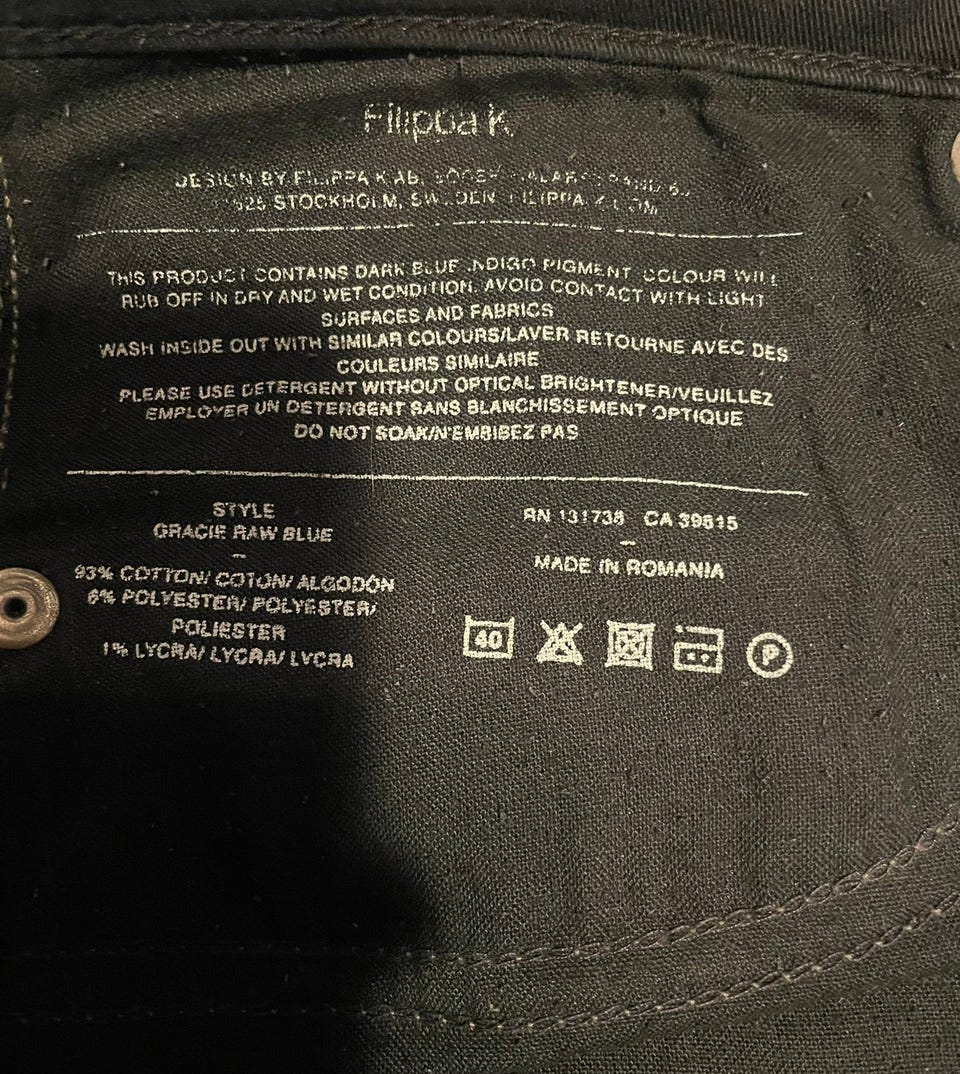 Filippa K
DESIGN BY FILIPPA K AB,
STOCKHOLM, SWEDEN FILIPPA-K.COM
THIS PRODUCT CONTAINS DARK BLUE INDIGO PIGMENT. COLOUR WILL
RUB OFF IN DRY AND WET CONDITION. AVOID CONTACT WITH LIGHT
SURFACES AND FABRICS
WASH INSIDE OUT WITH SIMILAR COLOURS/LAVER RETOURNE AVEC DES
COULEURS SIMILAIRE
PLEASE USE DETERGENT WITHOUT OPTICAL BRIGHTENER/VEUILLEZ
EMPLOYER UN DETERGENT SANS BLANCHISSEMENT OPTIQUE
DO NOT SOAK/N'EMBIBEZ PAS
STYLE
GRACIE RAW BLUE
–
93% COTTON/ COTON/ ALGODÓN
6% POLYESTER/ POLYESTER/
POLIESTER
1% LYCRA/ LYCRA/ LYCRA
RN 131738 CA 39815
–
MADE IN ROMANIA
40
P